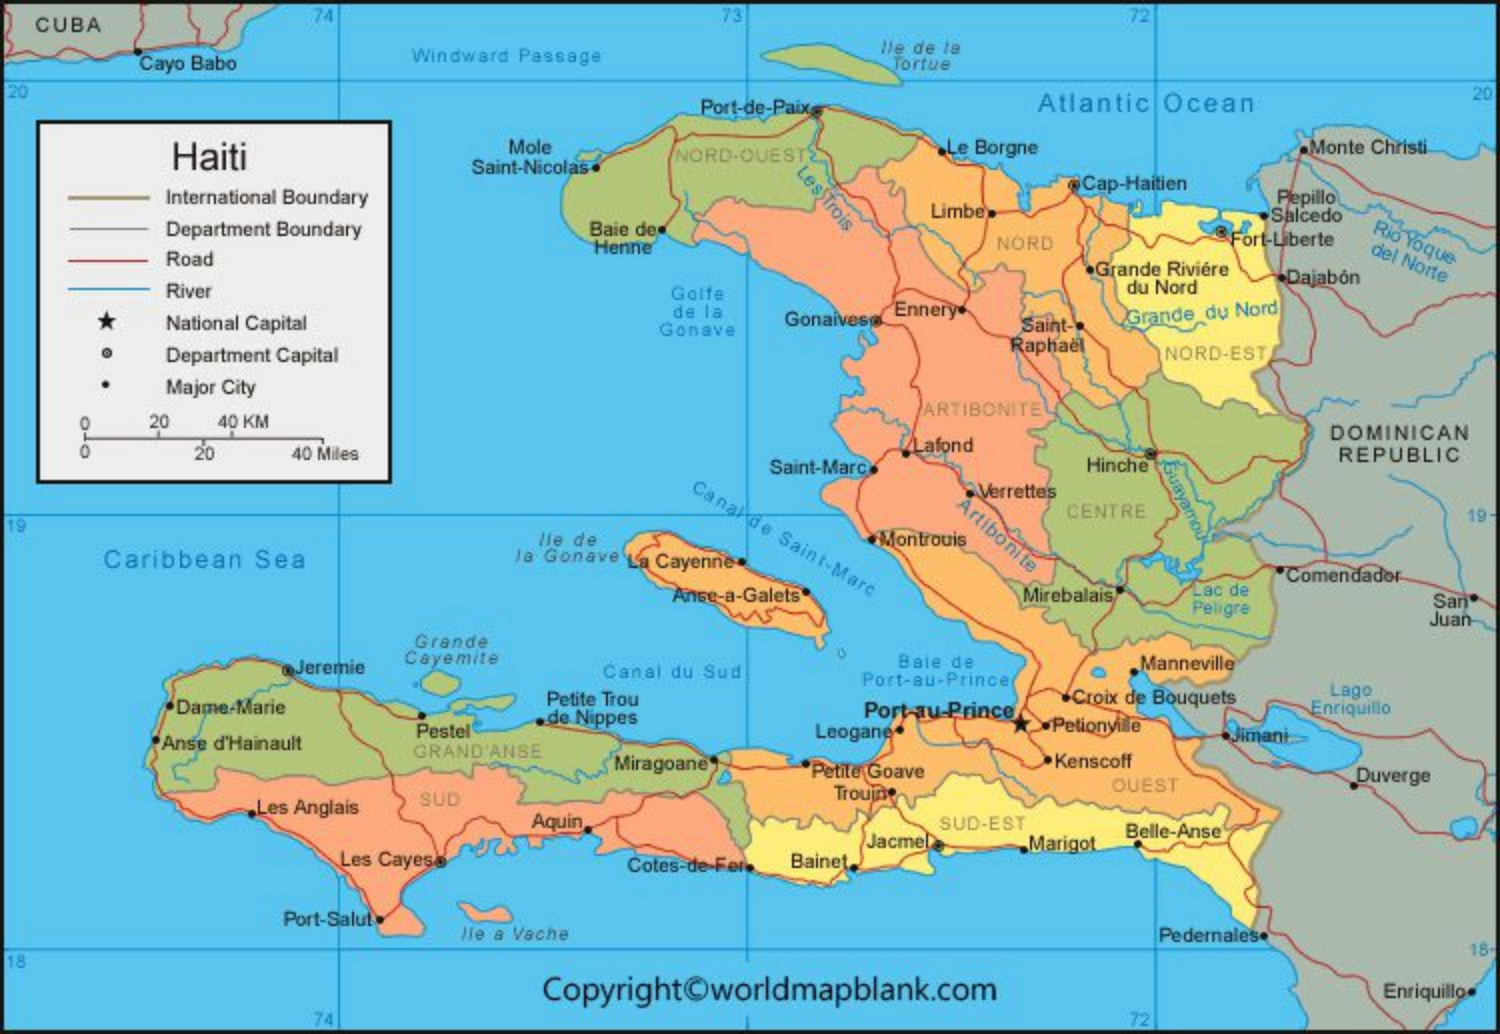 74
73
72
CUBA
Cayo Babo
Windward Passage
Ile de la
Tortue
20
20
Atlantic Ocean
Port-de-Paix
Haiti
International Boundary
Department Boundary
Road
River
National Capital
Department Capital
Major City
0 20 40 KM
0 20 40 Miles
Mole
Saint-Nicolas
NORD-OUEST
Le Borgne
Monte Christi
Les Trois
Cap-Haitien
Pepillo
Salcedo
Limbe
Baie de
Henne
NORD
Fort-Liberte
Rio Yoque
del Norte
Grande Riviére
du Nord
Dajabón
Golfe
de la
Gonave
Gonaives
Ennery
Saint-
Raphaël
Grande du Nord
NORD-EST
ARTIBONITE
DOMINICAN
REPUBLIC
Lafond
Saint-Marc
Hinche
Verrettes
Guayamou
Canal de Saint-Marc
Artibonite
CENTRE
19
19
Ile de
la Gonave
Montrouis
Caribbean Sea
La Cayenne
Anse-a-Galets
Mirebalais
Lac de
Peligre
Comendador
San
Juan
Grande
Cayemite
Jeremie
Canal du Sud
Baie de
Port-au-Prince
Manneville
Croix de Bouquets
Lago
Enriquillo
Dame-Marie
Petite Trou
de Nippes
Port-au-Prince
Pestel
Leogane
Petionville
Jimani
Anse d'Hainault
GRAND'ANSE
Miragoane
Petite Goave
Kenscoff
Duverge
Trouin
OUEST
SUD
Les Anglais
Aquin
SUD-EST
Jacmel
Marigot
Belle-Anse
Les Cayes
Cotes-de-Fer
Bainet
Port-Salut
Ile a Vache
Pedernales
18
18
Copyright©worldmapblank.com
Enriquillo
74
72